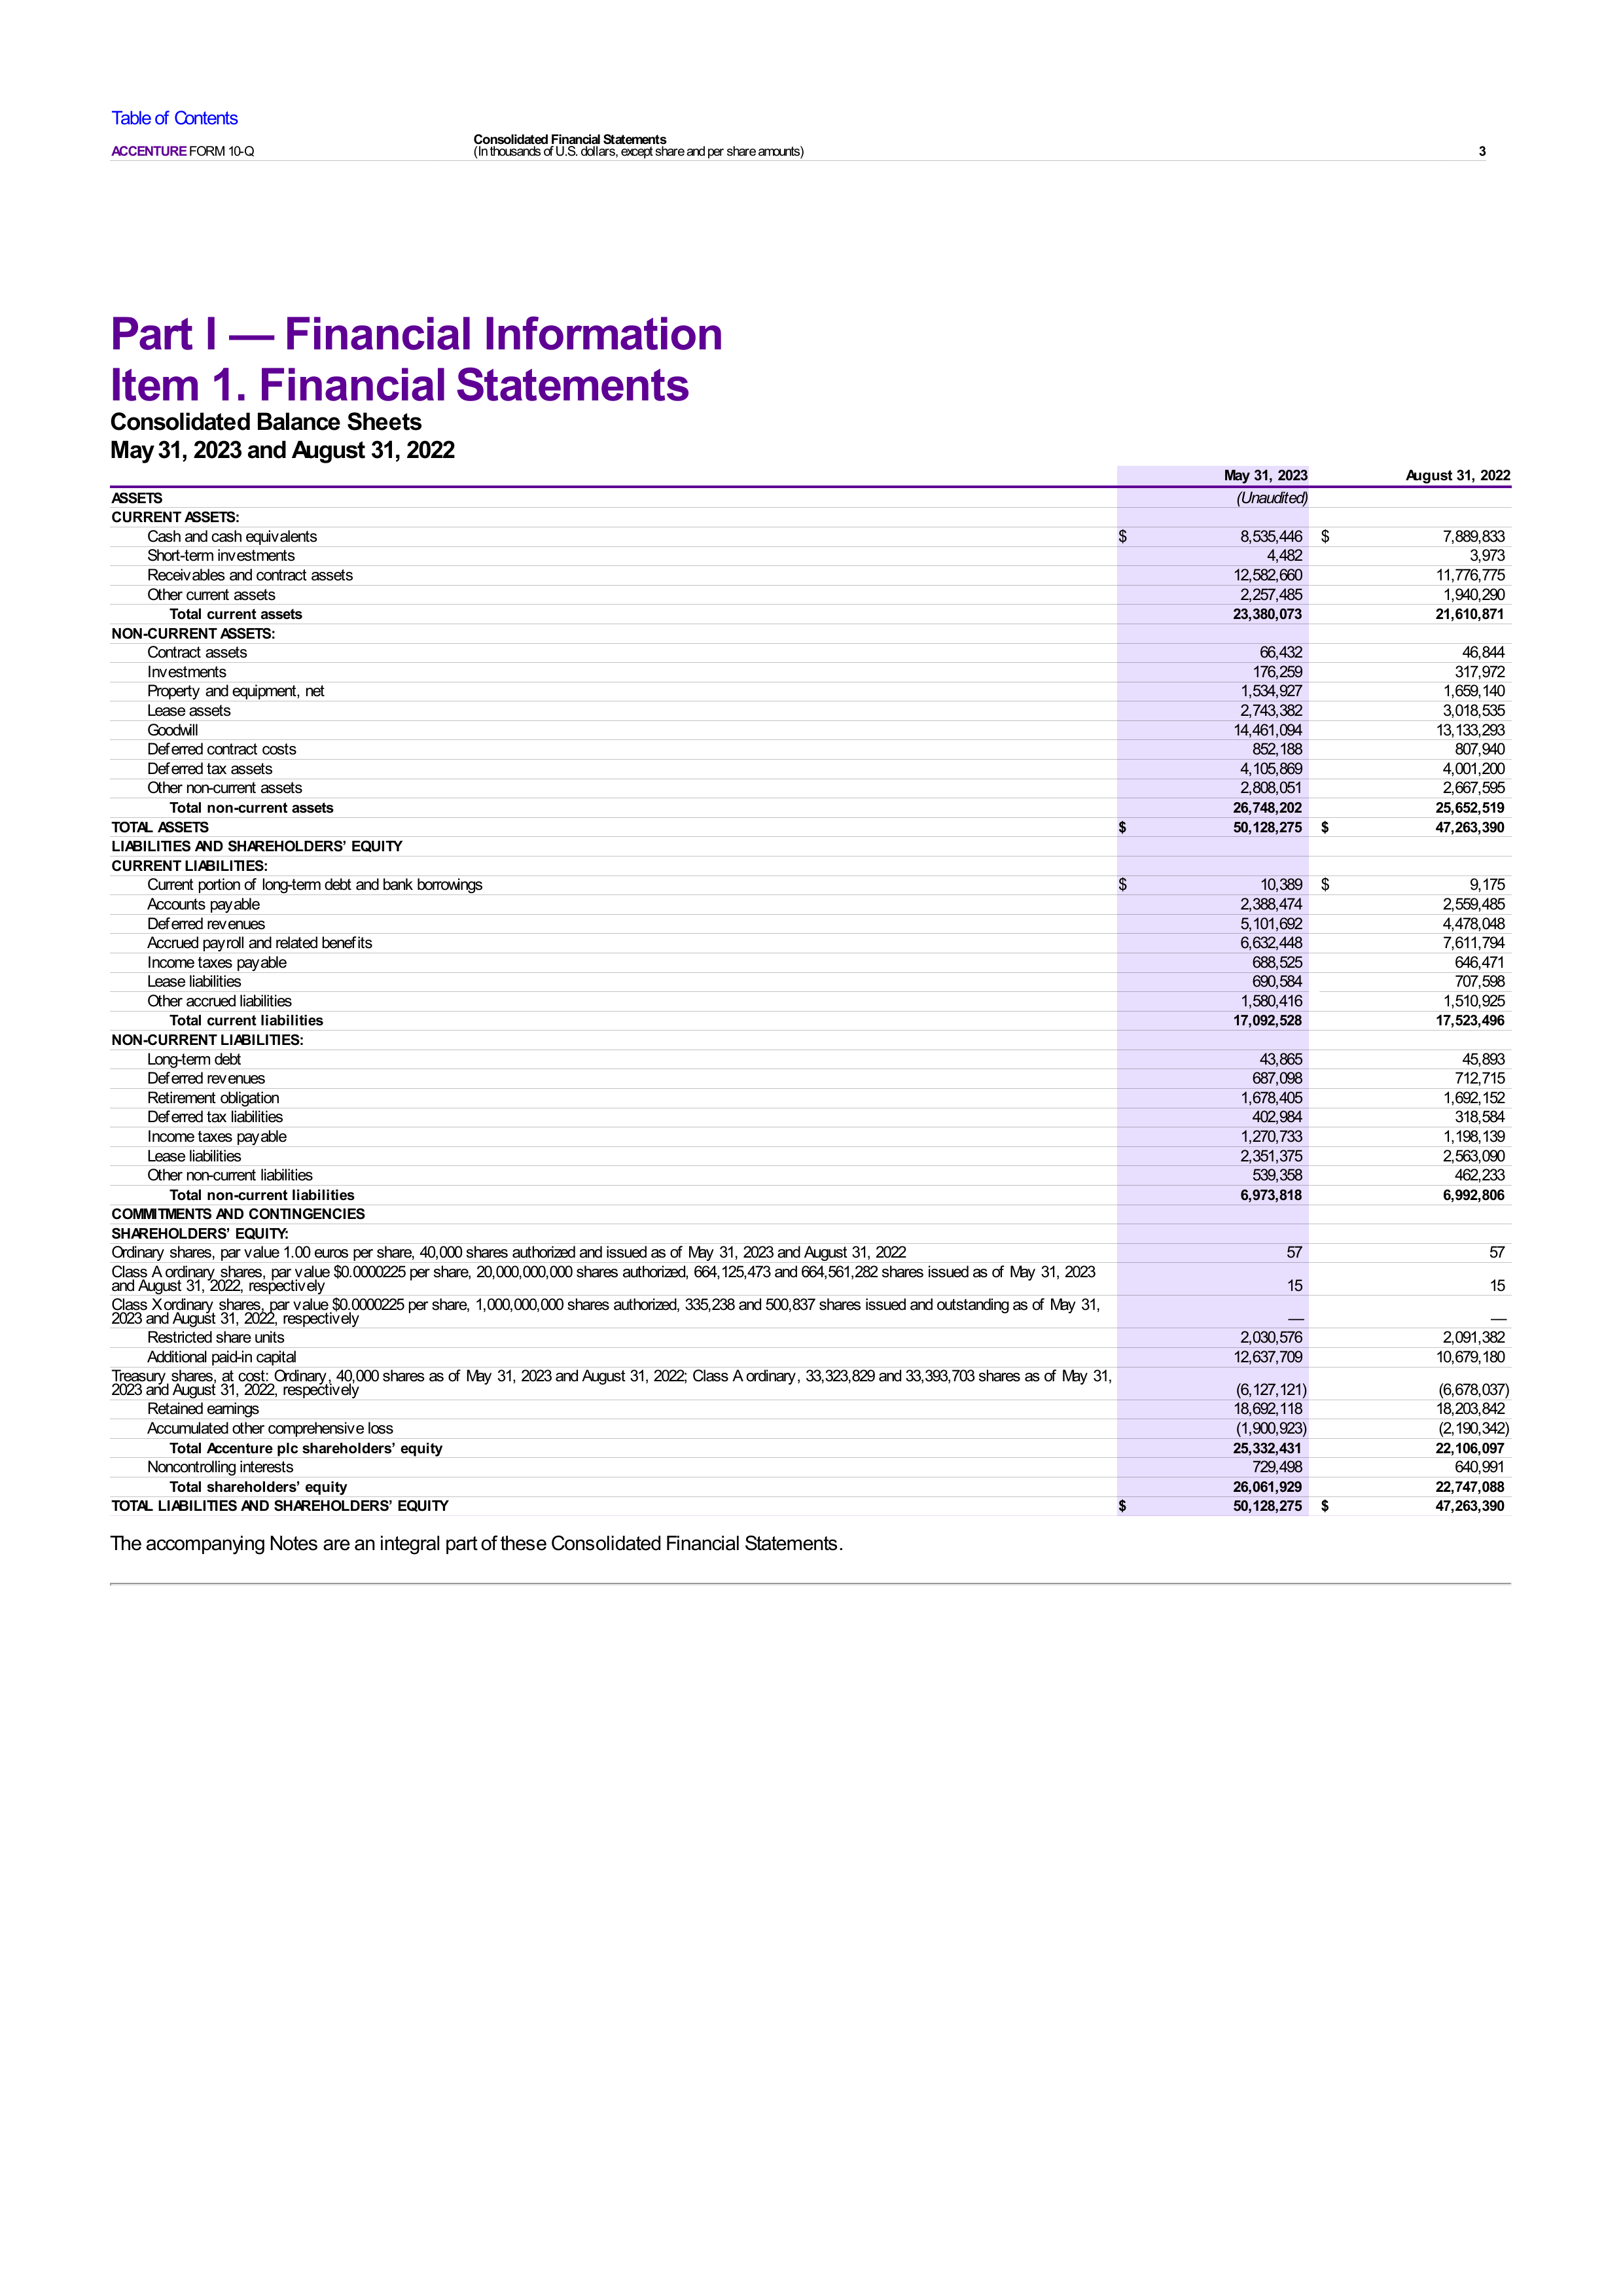 Table of Contents
ACCENTURE FORM 10-Q
Consolidated Financial Statements
(In thousands of U.S. dollars, except share and per share amounts)
3
Part I — Financial Information
Item 1. Financial Statements
Consolidated Balance Sheets
May 31, 2023 and August 31, 2022
May 31, 2023 August 31, 2022
ASSETS (Unaudited)
CURRENT ASSETS:
Cash and cash equivalents $ 8,535,446 $ 7,889,833
Short-term investments 4,482 3,973
Receivables and contract assets 12,582,660 11,776,775
Other current assets 2,257,485 1,940,290
Total current assets 23,380,073 21,610,871
NON-CURRENT ASSETS:
Contract assets 66,432 46,844
Investments 176,259 317,972
Property and equipment, net 1,534,927 1,659,140
Lease assets 2,743,382 3,018,535
Goodwill 14,461,094 13,133,293
Deferred contract costs 852,188 807,940
Deferred tax assets 4,105,869 4,001,200
Other non-current assets 2,808,051 2,667,595
Total non-current assets 26,748,202 25,652,519
TOTAL ASSETS $ 50,128,275 $ 47,263,390
LIABILITIES AND SHAREHOLDERS’ EQUITY
CURRENT LIABILITIES:
Current portion of long-term debt and bank borrowings $ 10,389 $ 9,175
Accounts payable 2,388,474 2,559,485
Deferred revenues 5,101,692 4,478,048
Accrued payroll and related benefits 6,632,448 7,611,794
Income taxes payable 688,525 646,471
Lease liabilities 690,584 707,598
Other accrued liabilities 1,580,416 1,510,925
Total current liabilities 17,092,528 17,523,496
NON-CURRENT LIABILITIES:
Long-term debt 43,865 45,893
Deferred revenues 687,098 712,715
Retirement obligation 1,678,405 1,692,152
Deferred tax liabilities 402,984 318,584
Income taxes payable 1,270,733 1,198,139
Lease liabilities 2,351,375 2,563,090
Other non-current liabilities 539,358 462,233
Total non-current liabilities 6,973,818 6,992,806
COMMITMENTS AND CONTINGENCIES
SHAREHOLDERS’ EQUITY:
Ordinary shares, par value 1.00 euros per share, 40,000 shares authorized and issued as of May 31, 2023 and August 31, 2022 57 57
Class A ordinary shares, par value $0.0000225 per share, 20,000,000,000 shares authorized, 664,125,473 and 664,561,282 shares issued as of May 31, 2023
and August 31, 2022, respectively 15 15
Class X ordinary shares, par value $0.0000225 per share, 1,000,000,000 shares authorized, 335,238 and 500,837 shares issued and outstanding as of May 31,
2023 and August 31, 2022, respectively — —
Restricted share units 2,030,576 2,091,382
Additional paid-in capital 12,637,709 10,679,180
Treasury shares, at cost: Ordinary, 40,000 shares as of May 31, 2023 and August 31, 2022; Class A ordinary, 33,323,829 and 33,393,703 shares as of May 31,
2023 and August 31, 2022, respectively (6,127,121) (6,678,037)
Retained earnings 18,692,118 18,203,842
Accumulated other comprehensive loss (1,900,923) (2,190,342)
Total Accenture plc shareholders’ equity 25,332,431 22,106,097
Noncontrolling interests 729,498 640,991
Total shareholders’ equity 26,061,929 22,747,088
TOTAL LIABILITIES AND SHAREHOLDERS’ EQUITY $ 50,128,275 $ 47,263,390
The accompanying Notes are an integral part of these Consolidated Financial Statements.